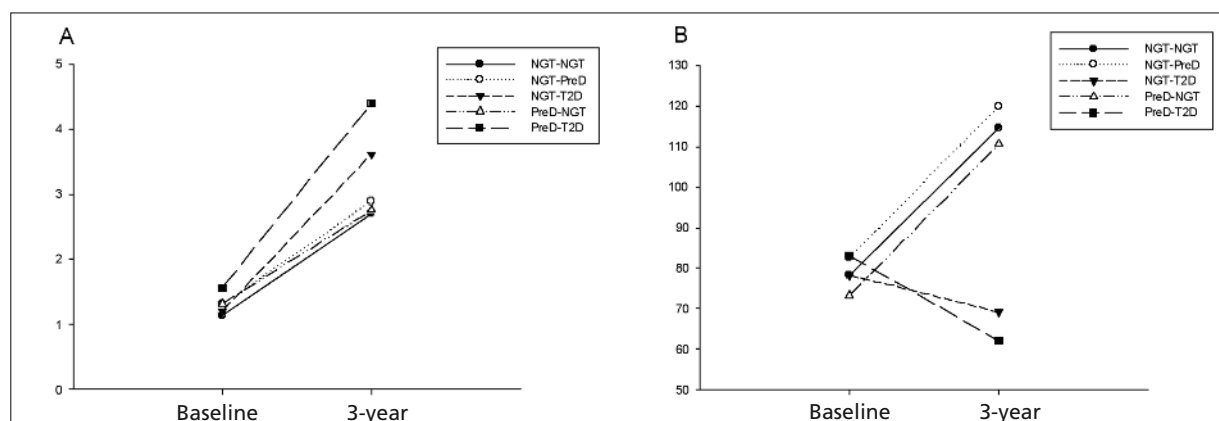 A
5
4
3
2
1
0
NGT-NGT
NGT-PreD
NGT-T2D
PreD-NGT
PreD-T2D
Baseline
3-year
B
130
120
110
100
90
80
70
60
50
NGT-NGT
NGT-PreD
NGT-T2D
PreD-NGT
PreD-T2D
Baseline
3-year